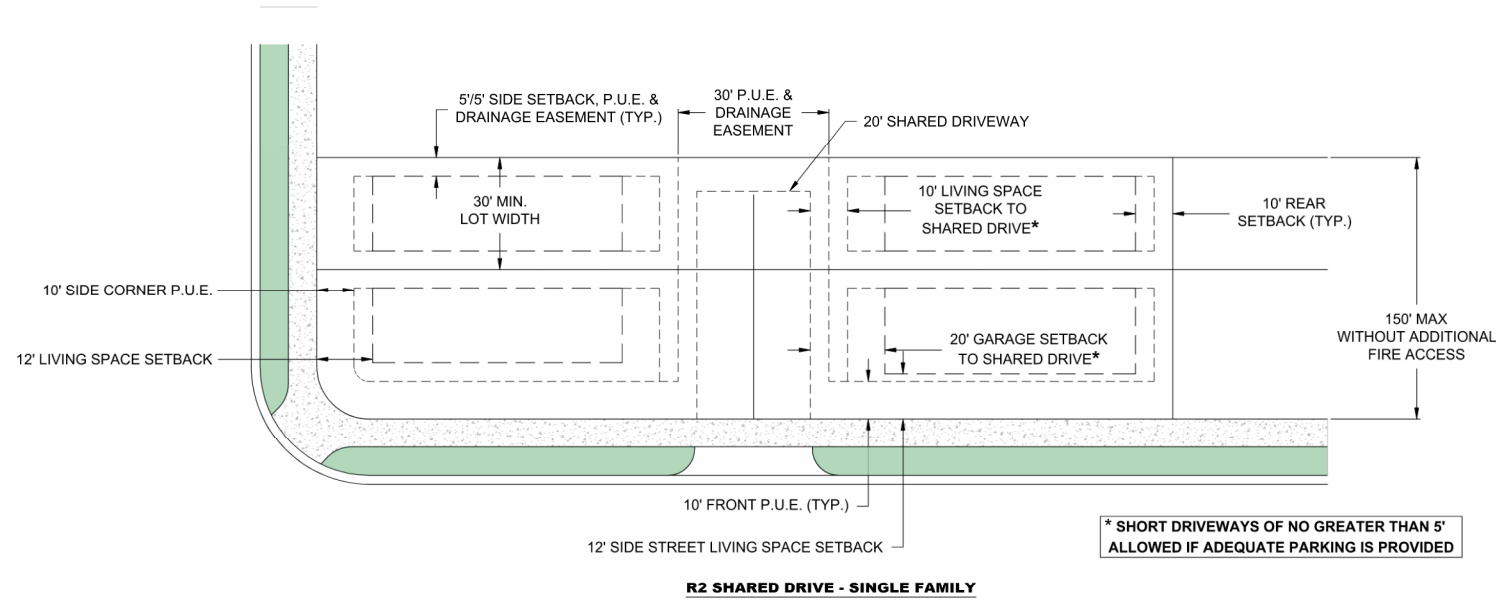 5'/5' SIDE SETBACK, P.U.E. &
DRAINAGE EASEMENT (TYP.)
30' P.U.E. &
DRAINAGE
EASEMENT
20' SHARED DRIVEWAY
30' MIN.
LOT WIDTH
10' LIVING SPACE
SETBACK TO
SHARED DRIVE*
10' REAR
SETBACK (TYP.)
10' SIDE CORNER P.U.E.
12' LIVING SPACE SETBACK
20' GARAGE SETBACK
TO SHARED DRIVE*
150' MAX
WITHOUT ADDITIONAL
FIRE ACCESS
10' FRONT P.U.E. (TYP.)
12' SIDE STREET LIVING SPACE SETBACK
* SHORT DRIVEWAYS OF NO GREATER THAN 5'
ALLOWED IF ADEQUATE PARKING IS PROVIDED
R2 SHARED DRIVE - SINGLE FAMILY